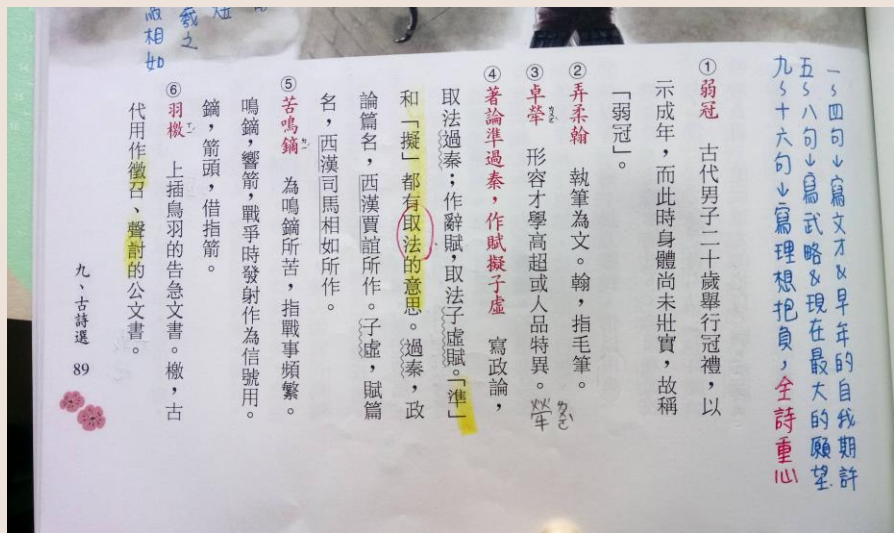 一~四句↓寫文才&早年的自我期許
五~八句↓寫武略&現在最大的願望
九~十六句↓寫理想抱負,全詩重心
①弱冠 古代男子二十歲舉行冠禮,以
示成年,而此時身體尚未壯實,故稱
「弱冠」。
②弄柔翰 執筆為文。翰,指毛筆。
③卓犖 形容才學高超或人品特異。
④著論準過秦,作賦擬子虛 寫政論,
取法過秦;作辭賦,取法子虛賦。「準」
和「擬」都有取法的意思。過秦,政
論篇名,西漢賈誼所作。子虛,賦篇
名,西漢司馬相如所作。
⑤苦鳴鏑 為鳴鏑所苦,指戰事頻繁。
鳴鏑,響箭,戰爭時發射作為信號用。
鏑,箭頭,借指箭。
⑥羽檄 上插鳥羽的告急文書。檄,古
代用作徵召、聲討的公文書。
羲之
相如
九、古詩選 89